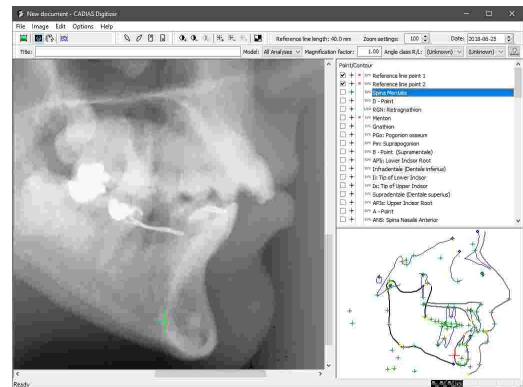 New document - CADIAS Digitizer
File Image Edit Options Help
Reference line length: 40.0 mm Zoom settings: 100 Date: 2018-06-25
Title: Model: All Analyses Magnification factor: 1.00 Angle class R/L: (Unknown) (Unknown)
Point/Contour
Reference line point 1
Reference line point 2
Spina Mentalis
D - Point
RGN: Retrognathion
Menton
Gnathion
PGo: Pogonion osseum
Pm: Suprapogonion
B - Point (Supramentale)
API: Lower Incisor Root
Infradentale (Dentale inferius)
Ii: Tip of Lower Incisor
Is: Tip of Upper Incisor
Supradentale (Dentale superius)
APIs: Upper Incisor Root
A - Point
ANS: Spina Nasalis Anterior
Ready